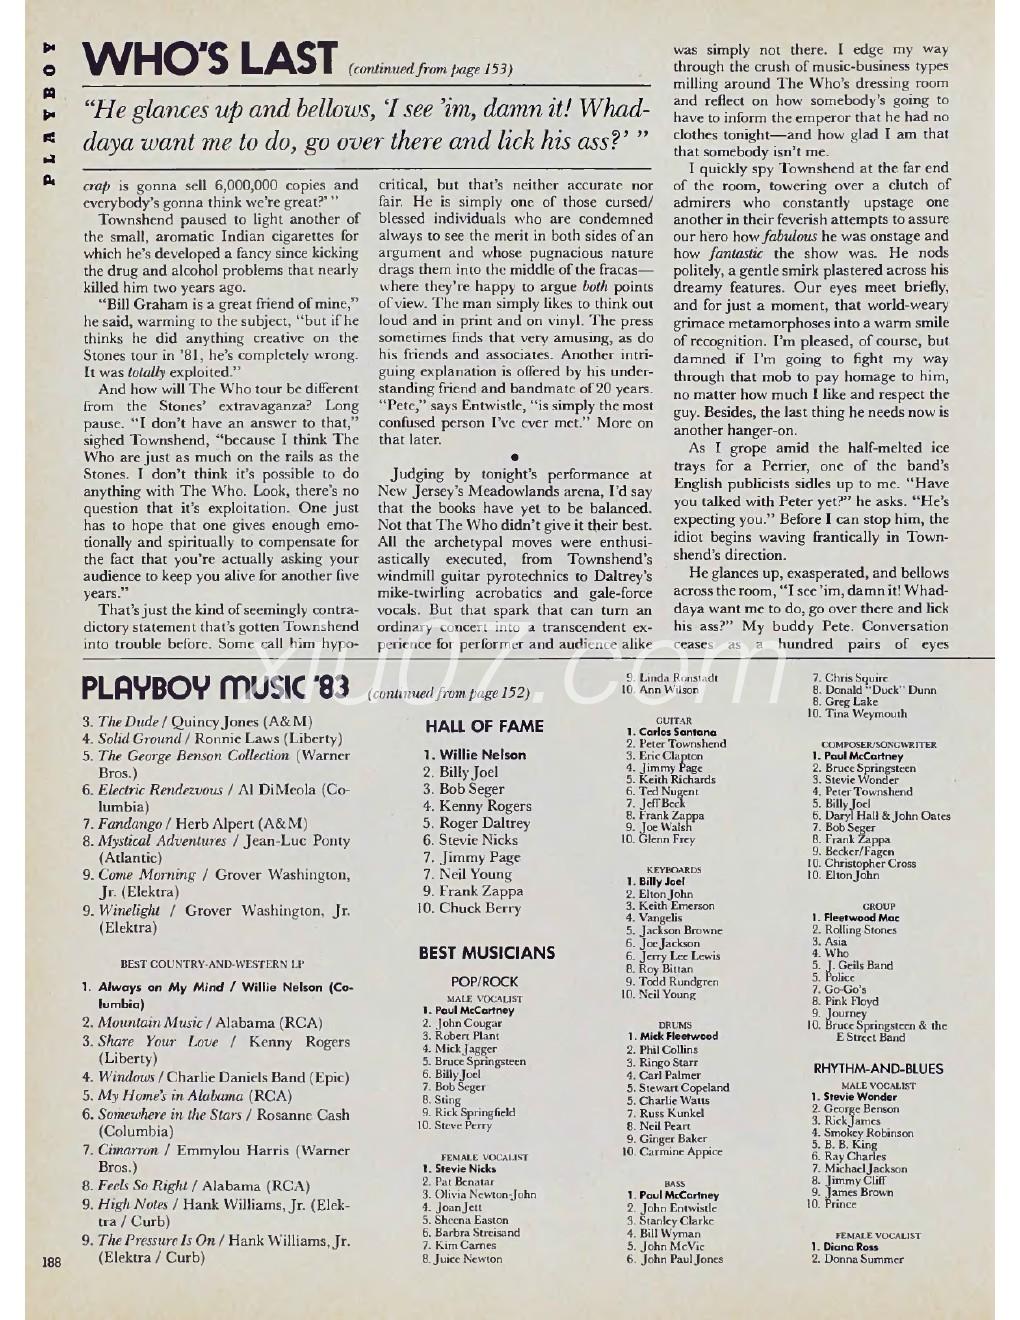 PLAYBOY
WHO'S LAST (continued from page 153)
"He glances up and bellows, 'I see 'im, damn it! Whad-
daya want me to do, go over there and lick his ass?' "
crap is gonna sell 6,000,000 copies and
everybody's gonna think we're great?' "
Townshend paused to light another of
the small, aromatic Indian cigarettes for
which he's developed a fancy since kicking
the drug and alcohol problems that nearly
killed him two years ago.
"Bill Graham is a great friend of mine,"
he said, warming to the subject, "but if he
thinks he did anything creative on the
Stones tour in '81, he's completely wrong.
It was totally exploited."
And how will The Who tour be different
from the Stones' extravaganza? Long
pause. "I don't have an answer to that,"
sighed Townshend, "because I think The
Who are just as much on the rails as the
Stones. I don't think it's possible to do
anything with The Who. Look, there's no
question that it's exploitation. One just
has to hope that one gives enough emo-
tionally and spiritually to compensate for
the fact that you're actually asking your
audience to keep you alive for another five
years."
That's just the kind of seemingly contra-
dictory statement that's gotten Townshend
into trouble before. Some call him hypo-
critical, but that's neither accurate nor
fair. He is simply one of those cursed/
blessed individuals who are condemned
always to see the merit in both sides of an
argument and whose pugnacious nature
drags them into the middle of the fracas—
where they're happy to argue both points
of view. The man simply likes to think out
loud and in print and on vinyl. The press
sometimes finds that very amusing, as do
his friends and associates. Another intri-
guing explanation is offered by his under-
standing friend and bandmate of 20 years.
"Pete," says Entwistle, "is simply the most
confused person I've ever met." More on
that later.
●
Judging by tonight's performance at
New Jersey's Meadowlands arena, I'd say
that the books have yet to be balanced.
Not that The Who didn't give it their best.
All the archetypal moves were enthusi-
astically executed, from Townshend's
windmill guitar pyrotechnics to Daltrey's
mike-twirling acrobatics and gale-force
vocals. But that spark that can turn an
ordinary concert into a transcendent ex-
perience for performer and audience alike
was simply not there. I edge my way
through the crush of music-business types
milling around The Who's dressing room
and reflect on how somebody's going to
have to inform the emperor that he had no
clothes tonight—and how glad I am that
that somebody isn't me.
I quickly spy Townshend at the far end
of the room, towering over a clutch of
admirers who constantly upstage one
another in their feverish attempts to assure
our hero how fabulous he was onstage and
how fantastic the show was. He nods
politely, a gentle smirk plastered across his
dreamy features. Our eyes meet briefly,
and for just a moment, that world-weary
grimace metamorphoses into a warm smile
of recognition. I'm pleased, of course, but
damned if I'm going to fight my way
through that mob to pay homage to him,
no matter how much I like and respect the
guy. Besides, the last thing he needs now is
another hanger-on.
As I grope amid the half-melted ice
trays for a Perrier, one of the band's
English publicists sidles up to me. "Have
you talked with Peter yet?" he asks. "He's
expecting you." Before I can stop him, the
idiot begins waving frantically in Town-
shend's direction.
He glances up, exasperated, and bellows
across the room, "I see 'im, damn it! Whad-
daya want me to do, go over there and lick
his ass?" My buddy Pete. Conversation
ceases as a hundred pairs of eyes
xiu07.com
PLAYBOY MUSIC '83 (continued from page 152)
3. The Dude / Quincy Jones (A&M)
4. Solid Ground / Ronnie Laws (Liberty)
5. The George Benson Collection (Warner
Bros.)
6. Electric Rendezvous / Al DiMeola (Co-
lumbia)
7. Fandango / Herb Alpert (A&M)
8. Mystical Adventures / Jean-Luc Ponty
(Atlantic)
9. Come Morning / Grover Washington,
Jr. (Elektra)
9. Winelight / Grover Washington, Jr.
(Elektra)
BEST COUNTRY-AND-WESTERN LP
1. Always on My Mind / Willie Nelson (Co-
lumbia)
2. Mountain Music / Alabama (RCA)
3. Share Your Love / Kenny Rogers
(Liberty)
4. Windows / Charlie Daniels Band (Epic)
5. My Home's in Alabama (RCA)
6. Somewhere in the Stars / Rosanne Cash
(Columbia)
7. Cimarron / Emmylou Harris (Warner
Bros.)
8. Feels So Right / Alabama (RCA)
9. High Notes / Hank Williams, Jr. (Elek-
tra / Curb)
9. The Pressure Is On / Hank Williams, Jr.
(Elektra / Curb)
HALL OF FAME
1. Willie Nelson
2. Billy Joel
3. Bob Seger
4. Kenny Rogers
5. Roger Daltrey
6. Stevie Nicks
7. Jimmy Page
7. Neil Young
9. Frank Zappa
10. Chuck Berry
BEST MUSICIANS
POP/ROCK
MALE VOCALIST
1. Paul McCartney
2. John Cougar
3. Robert Plant
4. Mick Jagger
5. Bruce Springsteen
6. Billy Joel
7. Bob Seger
8. Sting
9. Rick Springfield
10. Steve Perry
FEMALE VOCALIST
1. Stevie Nicks
2. Pat Benatar
3. Olivia Newton-John
4. Joan Jett
5. Sheena Easton
6. Barbra Streisand
7. Kim Carnes
8. Juice Newton
9. Linda Ronstadt
10. Ann Wilson
GUITAR
1. Carlos Santana
2. Peter Townshend
3. Eric Clapton
4. Jimmy Page
5. Keith Richards
6. Ted Nugent
7. Jeff Beck
8. Frank Zappa
9. Joe Walsh
10. Glenn Frey
KEYBOARDS
1. Billy Joel
2. Elton John
3. Keith Emerson
4. Vangelis
5. Jackson Browne
6. Joe Jackson
6. Jerry Lee Lewis
8. Roy Bittan
9. Todd Rundgren
10. Neil Young
DRUMS
1. Mick Fleetwood
2. Phil Collins
3. Ringo Starr
4. Carl Palmer
5. Stewart Copeland
5. Charlie Watts
7. Russ Kunkel
8. Neil Peart
9. Ginger Baker
10. Carmine Appice
BASS
1. Paul McCartney
2. John Entwistle
3. Stanley Clarke
4. Bill Wyman
5. John McVie
6. John Paul Jones
7. Chris Squire
8. Donald "Duck" Dunn
8. Greg Lake
10. Tina Weymouth
COMPOSER/SONGWRITER
1. Paul McCartney
2. Bruce Springsteen
3. Stevie Wonder
4. Peter Townshend
5. Billy Joel
6. Daryl Hall & John Oates
7. Bob Seger
8. Frank Zappa
9. Becker/Fagen
10. Christopher Cross
10. Elton John
GROUP
1. Fleetwood Mac
2. Rolling Stones
3. Asia
4. Who
5. J. Geils Band
5. Police
7. Go-Go's
8. Pink Floyd
9. Journey
10. Bruce Springsteen & the
E Street Band
RHYTHM-AND-BLUES
MALE VOCALIST
1. Stevie Wonder
2. George Benson
3. Rick James
4. Smokey Robinson
5. B. B. King
6. Ray Charles
7. Michael Jackson
8. Jimmy Cliff
9. James Brown
10. Prince
FEMALE VOCALIST
1. Diana Ross
2. Donna Summer
188